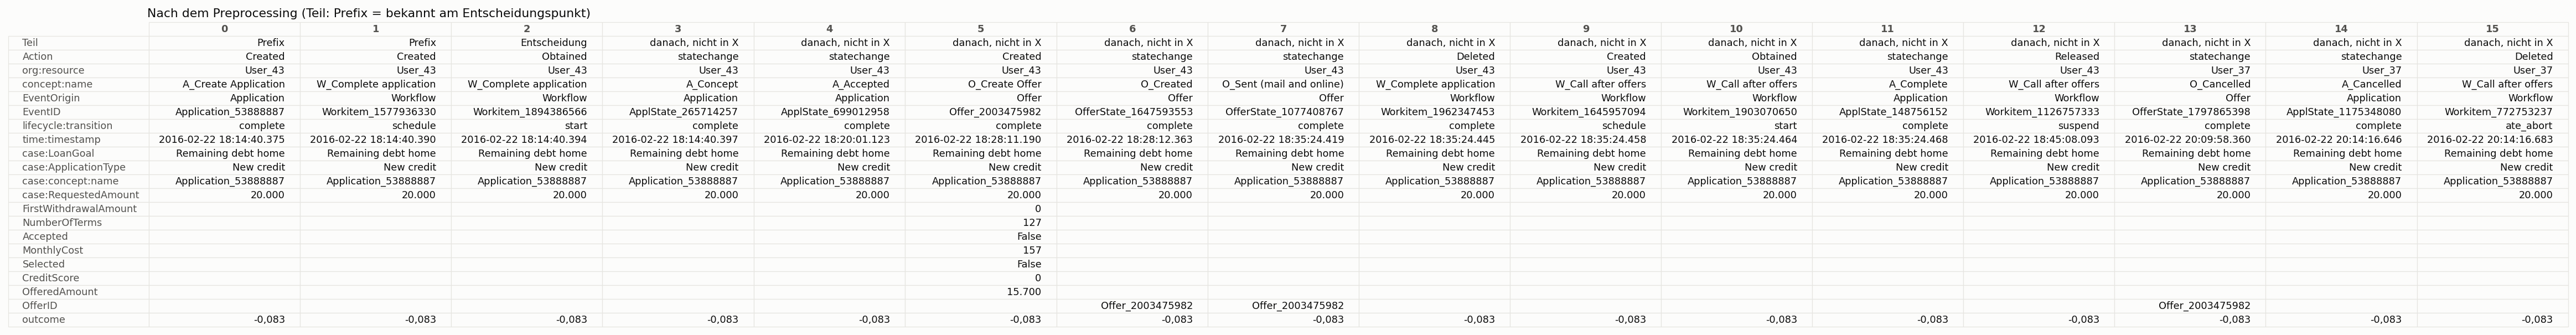 Nach dem Preprocessing (Teil: Prefix = bekannt am Entscheidungspunkt)
0 1 2 3 4 5 6 7 8 9 10 11 12 13 14 15
Teil Prefix Prefix Entscheidung danach, nicht in X danach, nicht in X danach, nicht in X danach, nicht in X danach, nicht in X danach, nicht in X danach, nicht in X danach, nicht in X danach, nicht in X danach, nicht in X danach, nicht in X danach, nicht in X danach, nicht in X
Action Created Created Obtained statechange statechange Created statechange statechange Deleted Created Obtained statechange Released statechange statechange Deleted
org:resource User_43 User_43 User_43 User_43 User_43 User_43 User_43 User_43 User_43 User_43 User_43 User_43 User_43 User_37 User_37 User_37
concept:name A_Create Application W_Complete application W_Complete application A_Concept A_Accepted O_Create Offer O_Created O_Sent (mail and online) W_Complete application W_Call after offers W_Call after offers A_Complete W_Call after offers O_Cancelled A_Cancelled W_Call after offers
EventOrigin Application Workflow Workflow Application Application Offer Offer Offer Workflow Workflow Workflow Application Workflow Offer Application Workflow
EventID Application_53888887 Workitem_1577936330 Workitem_1894386566 ApplState_265714257 ApplState_699012958 Offer_2003475982 OfferState_1647593553 OfferState_1077408767 Workitem_1962347453 Workitem_1645957094 Workitem_1903070650 ApplState_148756152 Workitem_1126757333 OfferState_1797865398 ApplState_1175348080 Workitem_772753237
lifecycle:transition complete schedule start complete complete complete complete complete complete schedule start complete suspend complete complete ate_abort
time:timestamp 2016-02-22 18:14:40.375 2016-02-22 18:14:40.390 2016-02-22 18:14:40.394 2016-02-22 18:14:40.397 2016-02-22 18:20:01.123 2016-02-22 18:28:11.190 2016-02-22 18:28:12.363 2016-02-22 18:35:24.419 2016-02-22 18:35:24.445 2016-02-22 18:35:24.458 2016-02-22 18:35:24.464 2016-02-22 18:35:24.468 2016-02-22 18:45:08.093 2016-02-22 20:09:58.360 2016-02-22 20:14:16.646 2016-02-22 20:14:16.683
case:LoanGoal Remaining debt home Remaining debt home Remaining debt home Remaining debt home Remaining debt home Remaining debt home Remaining debt home Remaining debt home Remaining debt home Remaining debt home Remaining debt home Remaining debt home Remaining debt home Remaining debt home Remaining debt home Remaining debt home
case:ApplicationType New credit New credit New credit New credit New credit New credit New credit New credit New credit New credit New credit New credit New credit New credit New credit New credit
case:concept:name Application_53888887 Application_53888887 Application_53888887 Application_53888887 Application_53888887 Application_53888887 Application_53888887 Application_53888887 Application_53888887 Application_53888887 Application_53888887 Application_53888887 Application_53888887 Application_53888887 Application_53888887 Application_53888887
case:RequestedAmount 20.000 20.000 20.000 20.000 20.000 20.000 20.000 20.000 20.000 20.000 20.000 20.000 20.000 20.000 20.000 20.000
FirstWithdrawalAmount 0
NumberOfTerms 127
Accepted False
MonthlyCost 157
Selected False
CreditScore 0
OfferedAmount 15.700
OfferID Offer_2003475982 Offer_2003475982 Offer_2003475982
outcome -0,083 -0,083 -0,083 -0,083 -0,083 -0,083 -0,083 -0,083 -0,083 -0,083 -0,083 -0,083 -0,083 -0,083 -0,083 -0,083